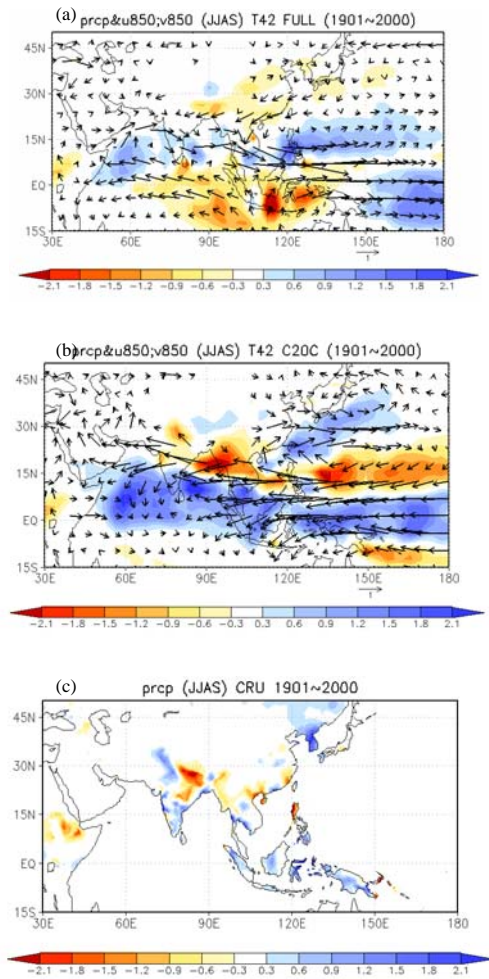 (a)
prcp&u850;v850 (JJAS) T42 FULL (1901~2000)
45N
30N
15N
EQ
15S
30E 60E 90E 120E 150E 180
1
-2.1 -1.8 -1.5 -1.2 -0.9 -0.6 -0.3 0.3 0.6 0.9 1.2 1.5 1.8 2.1
(b)
prcp&u850;v850 (JJAS) T42 C20C (1901~2000)
45N
30N
15N
EQ
15S
30E 60E 90E 120E 150E 180
1
-2.1 -1.8 -1.5 -1.2 -0.9 -0.6 -0.3 0.3 0.6 0.9 1.2 1.5 1.8 2.1
(c)
prcp (JJAS) CRU 1901~2000
45N
30N
15N
EQ
15S
30E 60E 90E 120E 150E 180
-2.1 -1.8 -1.5 -1.2 -0.9 -0.6 -0.3 0.3 0.6 0.9 1.2 1.5 1.8 2.1